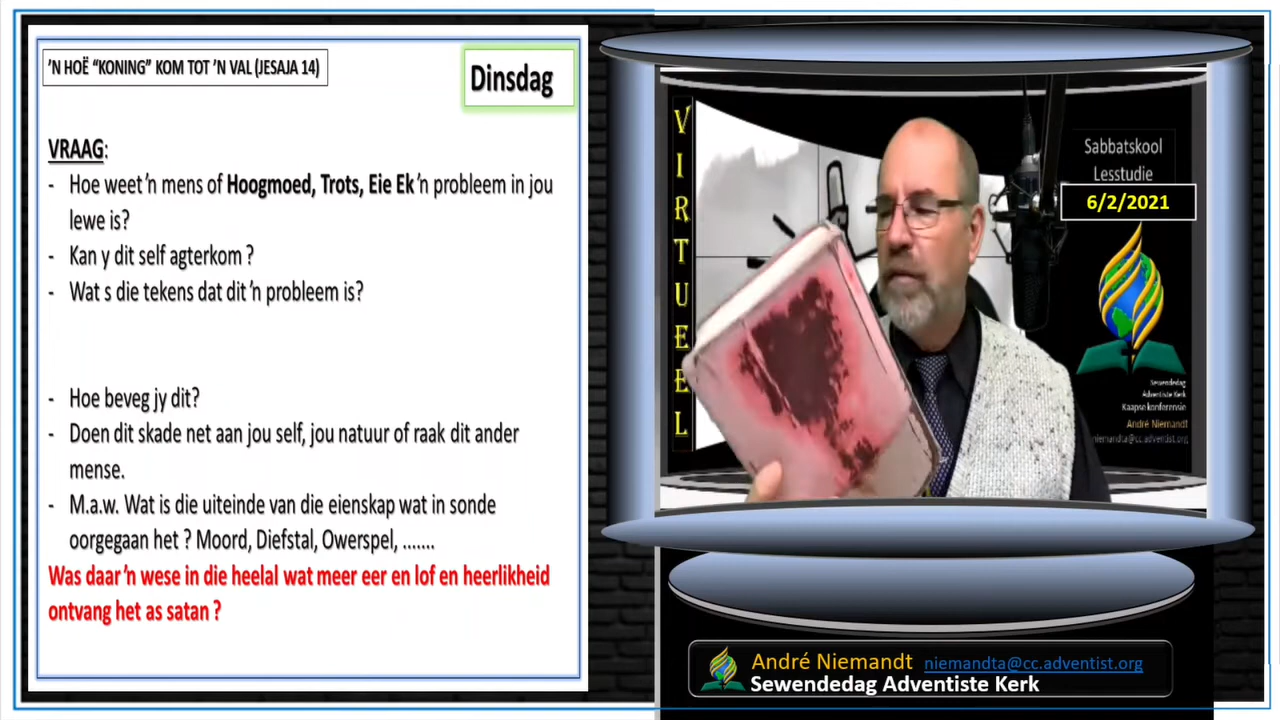 'N HOË “KONING” KOM TOT 'N VAL (JESAJA 14)
Dinsdag
VRAAG:
- Hoe weet 'n mens of Hoogmoed, Trots, Eie Ek 'n probleem in jou
lewe is?
- Kan y dit self agterkom ?
- Wat s die tekens dat dit 'n probleem is?
- Hoe beveg jy dit?
- Doen dit skade net aan jou self, jou natuur of raak dit ander
mense.
- M.a.w. Wat is die uiteinde van die eienskap wat in sonde
oorgegaan het ? Moord, Diefstal, Owerspel, .......
Was daar 'n wese in die heelal wat meer eer en lof en heerlikheid
ontvang het as satan ?
VIRTUEEL
Sabbatskool
Lesstudie
6/2/2021
Sewendedag
Adventiste Kerk
Kaapse konferensie
André Niemandt
niemandta@cc.adventist.org
André Niemandt niemandta@cc.adventist.org
Sewendedag Adventiste Kerk